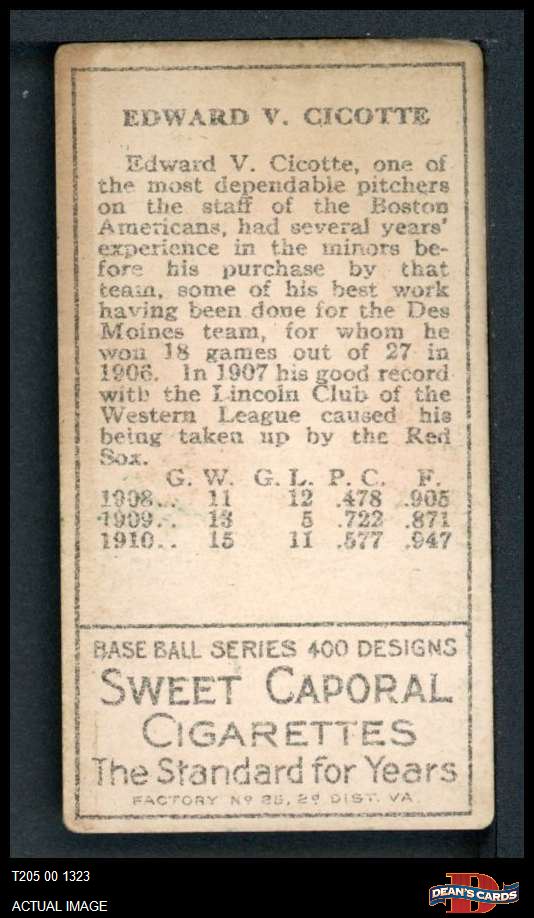 EDWARD V. CICOTTE
Edward V. Cicotte, one of
the most dependable pitchers
on the staff of the Boston
Americans, had several years'
experience in the minors be-
fore his purchase by that
team, some of his best work
having been done for the Des
Moines team, for whom he
won 18 games out of 27 in
1906. In 1907 his good record
with the Lincoln Club of the
Western League caused his
being taken up by the Red
Sox.
G. W. G. L. P. C. F.
1908.. 11 12 .478 .905
1909.. 13 5 .722 .871
1910.. 15 11 .577 .947
BASE BALL SERIES 400 DESIGNS
SWEET CAPORAL
CIGARETTES
The Standard for Years
FACTORY Nº 25, 2ᵈ DIST. VA.
T205 00 1323
ACTUAL IMAGE
DEAN'S CARDS